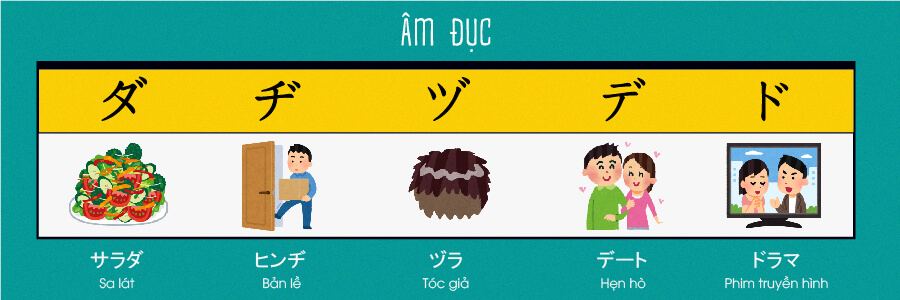 ÂM ĐỤC
ダ ヂ ヅ デ ド
サラダ ヒンヂ ヅラ デート ドラマ
Sa lát Bản lề Tóc giả Hẹn hò Phim truyền hình